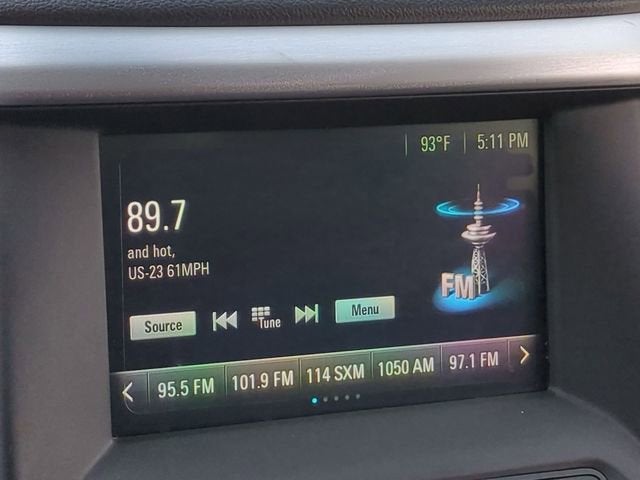 93°F 5:11 PM
89.7
and hot,
US-23 61MPH
FM
Source Tune Menu
95.5 FM 101.9 FM 114 SXM 1050 AM 97.1 FM